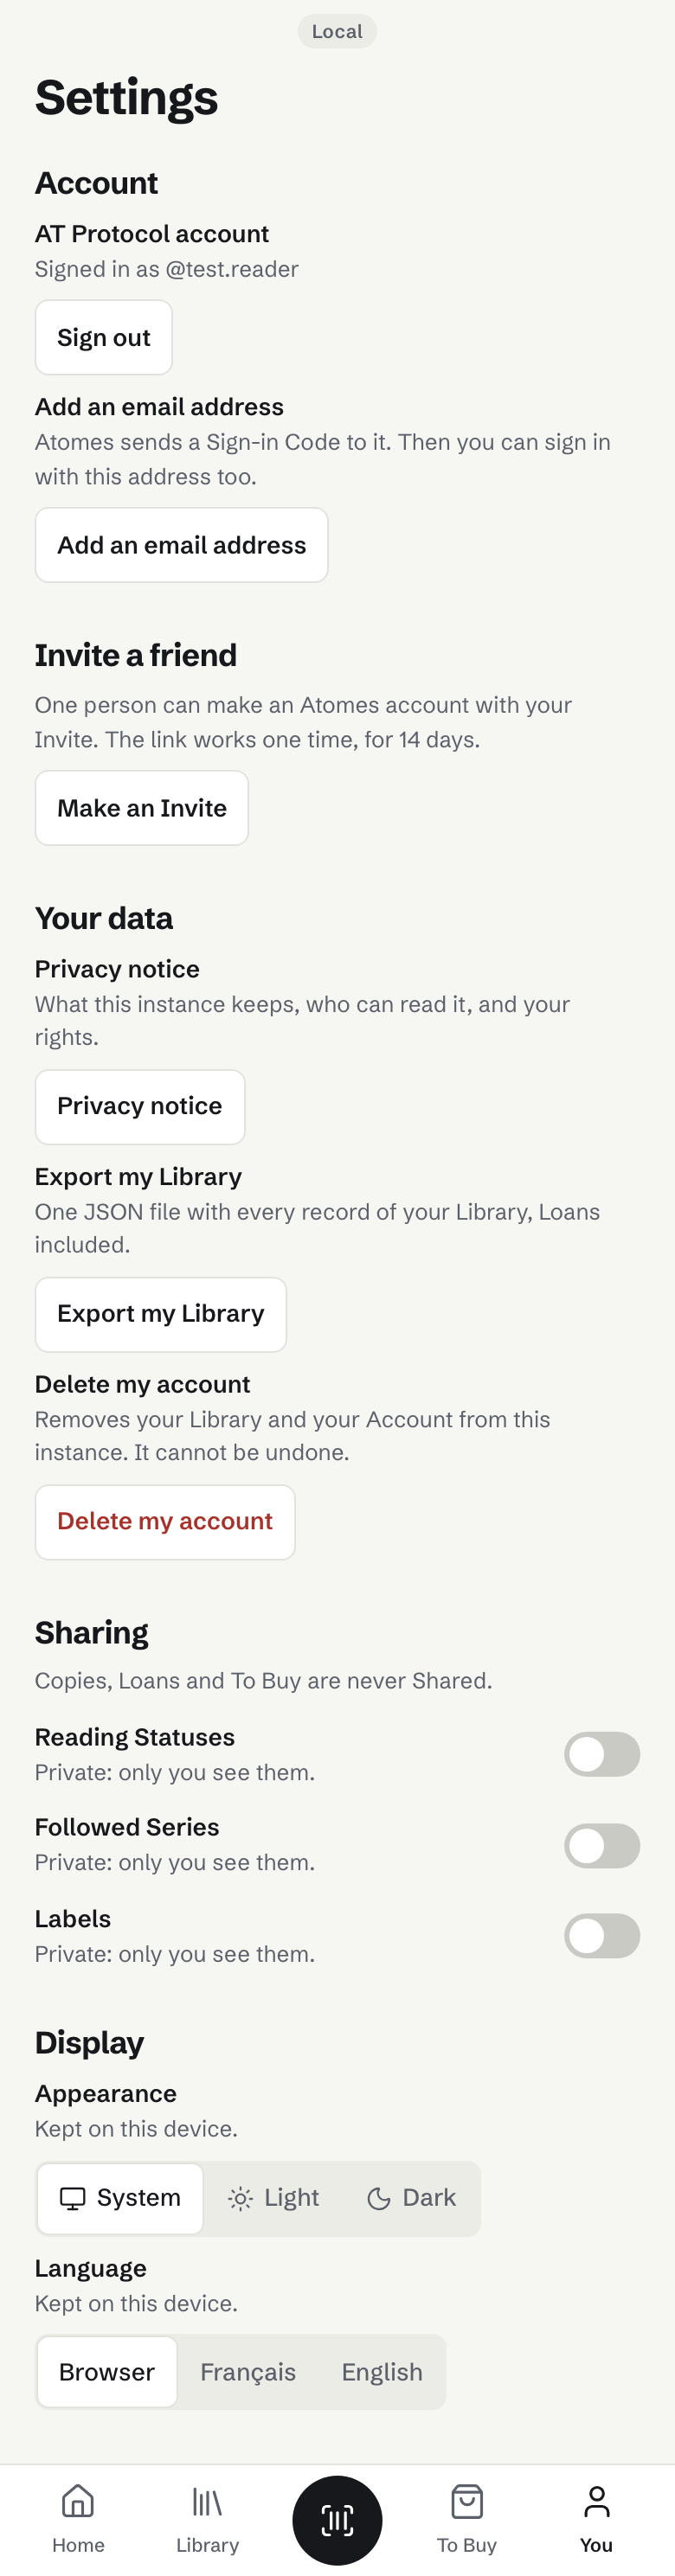 Local
Settings
Account
AT Protocol account
Signed in as @test.reader
Sign out
Add an email address
Atomes sends a Sign-in Code to it. Then you can sign in
with this address too.
Add an email address
Invite a friend
One person can make an Atomes account with your
Invite. The link works one time, for 14 days.
Make an Invite
Your data
Privacy notice
What this instance keeps, who can read it, and your
rights.
Privacy notice
Export my Library
One JSON file with every record of your Library, Loans
included.
Export my Library
Delete my account
Removes your Library and your Account from this
instance. It cannot be undone.
Delete my account
Sharing
Copies, Loans and To Buy are never Shared.
Reading Statuses
Private: only you see them.
Followed Series
Private: only you see them.
Labels
Private: only you see them.
Display
Appearance
Kept on this device.
System Light Dark
Language
Kept on this device.
Browser Français English
Home Library To Buy You